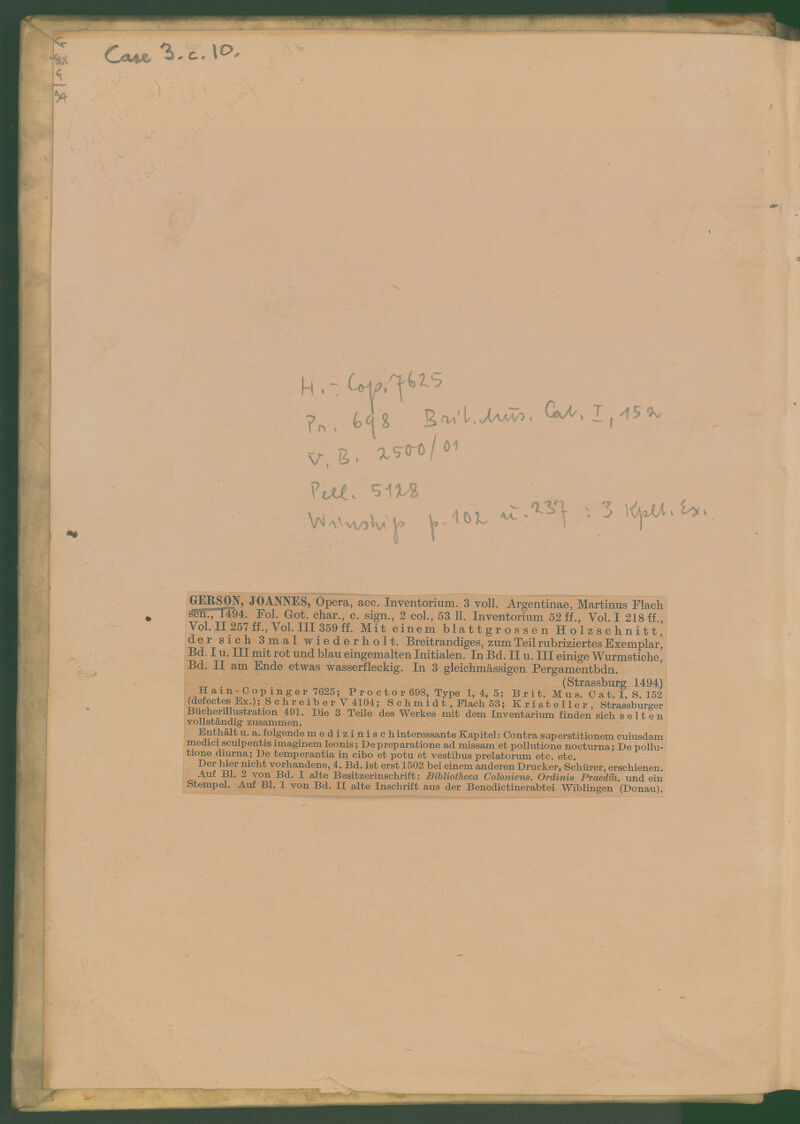 Case 3.c.10.
H.-Cop. 7625
Pr. 698 Brit. Mus. Cat. I, 152
V. B. 2500/01
Pell. 5128
Winship p. 102 u. 237 : 3 Kplt. Ex.
GERSON, JOANNES, Opera, acc. Inventorium. 3 voll. Argentinae, Martinus Flach
sen., 1494. Fol. Got. char., c. sign., 2 col., 53 ll. Inventorium 52 ff., Vol. I 218 ff.,
Vol. II 257 ff., Vol. III 359 ff. Mit einem blattgrossen Holzschnitt,
der sich 3mal wiederholt. Breitrandiges, zum Teil rubriziertes Exemplar,
Bd. I u. III mit rot und blau eingemalten Initialen. In Bd. II u. III einige Wurmstiche,
Bd. II am Ende etwas wasserfleckig. In 3 gleichmässigen Pergamentbdn.
(Strassburg 1494)
Hain-Copinger 7625; Proctor 698, Type 1, 4, 5; Brit. Mus. Cat. I, S. 152
(defectes Ex.); Schreiber V 4104; Schmidt, Flach 53; Kristeller, Strassburger
Bücherillustration 491. Die 3 Teile des Werkes mit dem Inventarium finden sich selten
vollständig zusammen.
Enthält u. a. folgende medizinisch interessante Kapitel: Contra superstitionem cuiusdam
medici sculpentis imaginem leonis; De preparatione ad missam et pollutione nocturna; De pollu-
tione diurna; De temperantia in cibo et potu et vestibus prelatorum etc. etc.
Der hier nicht vorhandene, 4. Bd. ist erst 1502 bei einem anderen Drucker, Schürer, erschienen.
Auf Bl. 2 von Bd. I alte Besitzerinschrift: Bibliotheca Coloniens. Ordinis Praedm̄. und ein
Stempel. Auf Bl. 1 von Bd. II alte Inschrift aus der Benedictinerabtei Wiblingen (Donau).